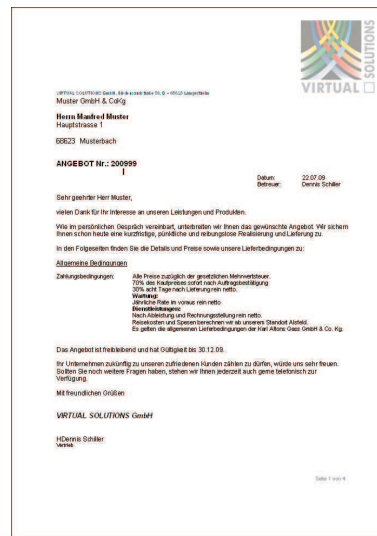 VIRTUAL SOLUTIONS
VIRTUAL SOLUTIONS GmbH,
Muster GmbH & CoKg
Herrn Manfred Muster
Hauptstrasse 1
68623 Musterbach
ANGEBOT Nr.: 200999
Datum: 22.07.09
Betreuer: Dennis Schiller
Sehr geehrter Herr Muster,
vielen Dank für Ihr Interesse an unseren Leistungen und Produkten.
Wie im persönlichen Gespräch vereinbart, unterbreiten wir Ihnen das gewünschte Angebot. Wir sichern
Ihnen schon heute eine kurzfristige, pünktliche und reibungslose Realisierung und Lieferung zu.
In den Folgeseiten finden Sie die Details und Preise sowie unsere Lieferbedingungen zu:
Allgemeine Bedingungen
Zahlungsbedingungen: Alle Preise zuzüglich der gesetzlichen Mehrwertsteuer.
70% des Kaufpreises sofort nach Auftragsbestätigung
30% acht Tage nach Lieferung rein netto.
Wartung:
Jährliche Rate im voraus rein netto
Dienstleistungen:
Nach Ableistung und Rechnungsstellung rein netto.
Reisekosten und Spesen berechnen wir ab unserem Standort Alsfeld.
Es gelten die allgemeinen Lieferbedingungen der Karl Alfons Gass GmbH & Co. Kg.
Das Angebot ist freibleibend und hat Gültigkeit bis 30.12.09.
Ihr Unternehmen zukünftig zu unseren zufriedenen Kunden zählen zu dürfen, würde uns sehr freuen.
Sollten Sie noch weitere Fragen haben, stehen wir Ihnen jederzeit auch gerne telefonisch zur
Verfügung.
Mit freundlichen Grüßen
VIRTUAL SOLUTIONS GmbH
HDennis Schiller
Vertrieb
Seite 1 von 4